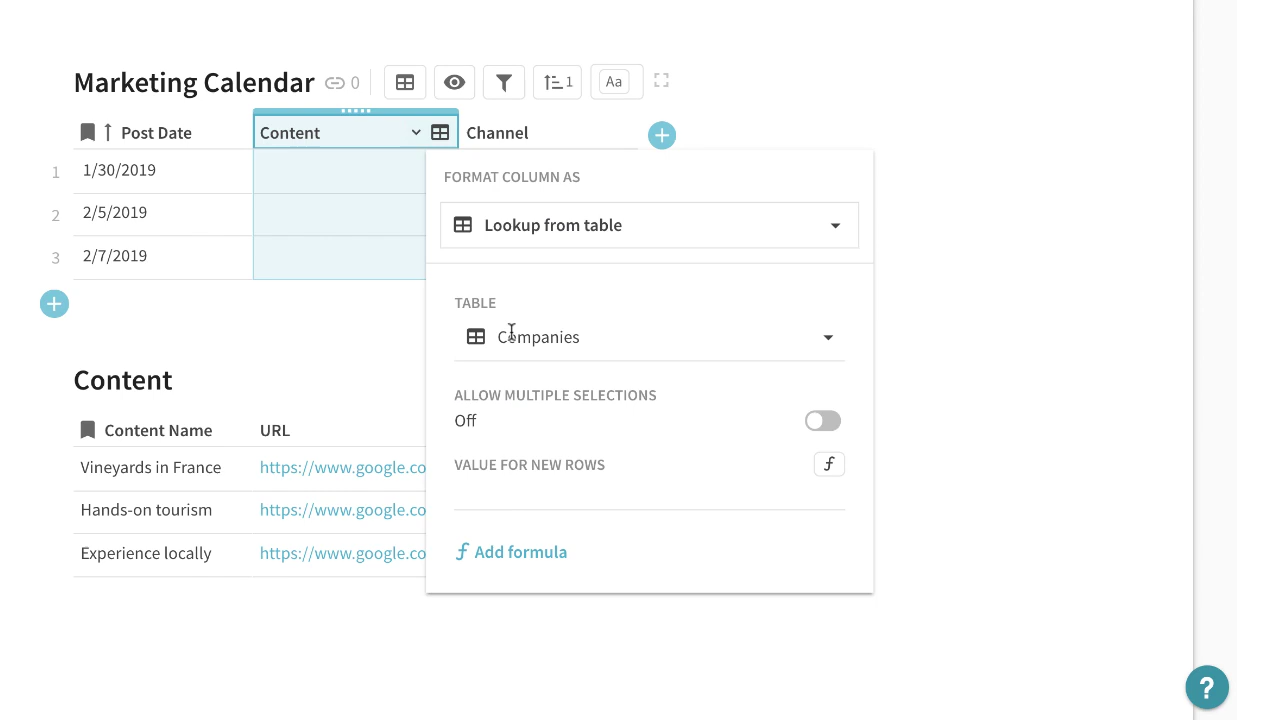 Marketing Calendar 0 1 Aa
Post Date Content Channel
1 1/30/2019
2 2/5/2019
3 2/7/2019
FORMAT COLUMN AS
Lookup from table
TABLE
Companies
ALLOW MULTIPLE SELECTIONS
Off
VALUE FOR NEW ROWS f
f Add formula
Content
Content Name URL
Vineyards in France https://www.google.co
Hands-on tourism https://www.google.co
Experience locally https://www.google.co
?